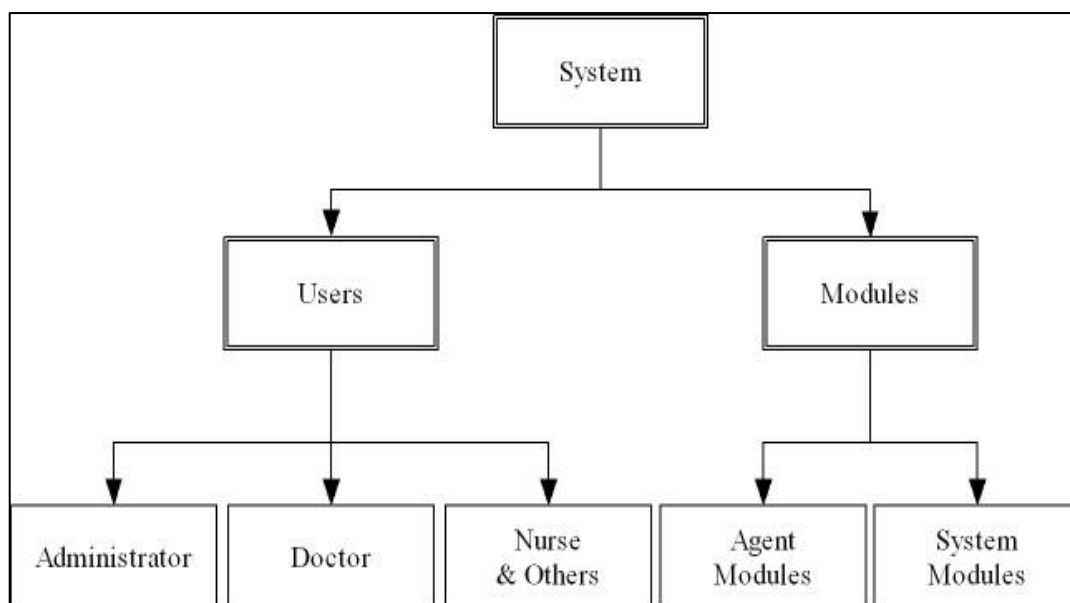 System
Users
Modules
Administrator
Doctor
Nurse
& Others
Agent
Modules
System
Modules